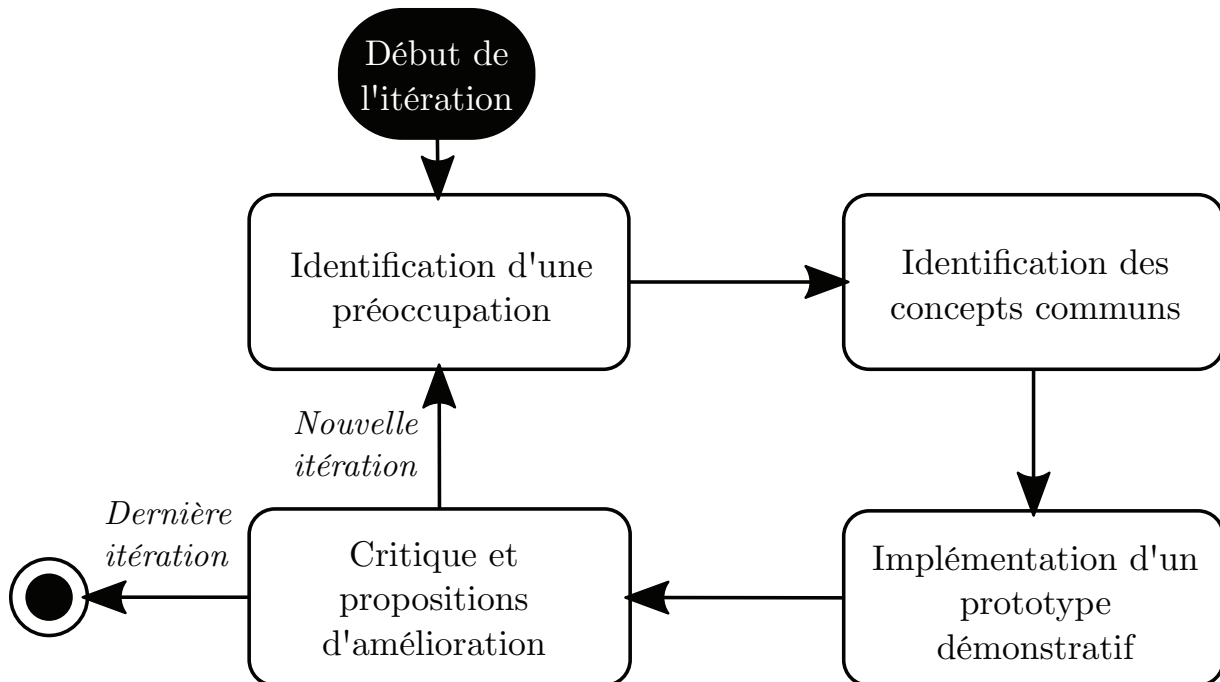 Début de
l'itération
Identification d'une
préoccupation
Identification des
concepts communs
Nouvelle
itération
Dernière
itération
Critique et
propositions
d'amélioration
Implémentation d'un
prototype
démonstratif